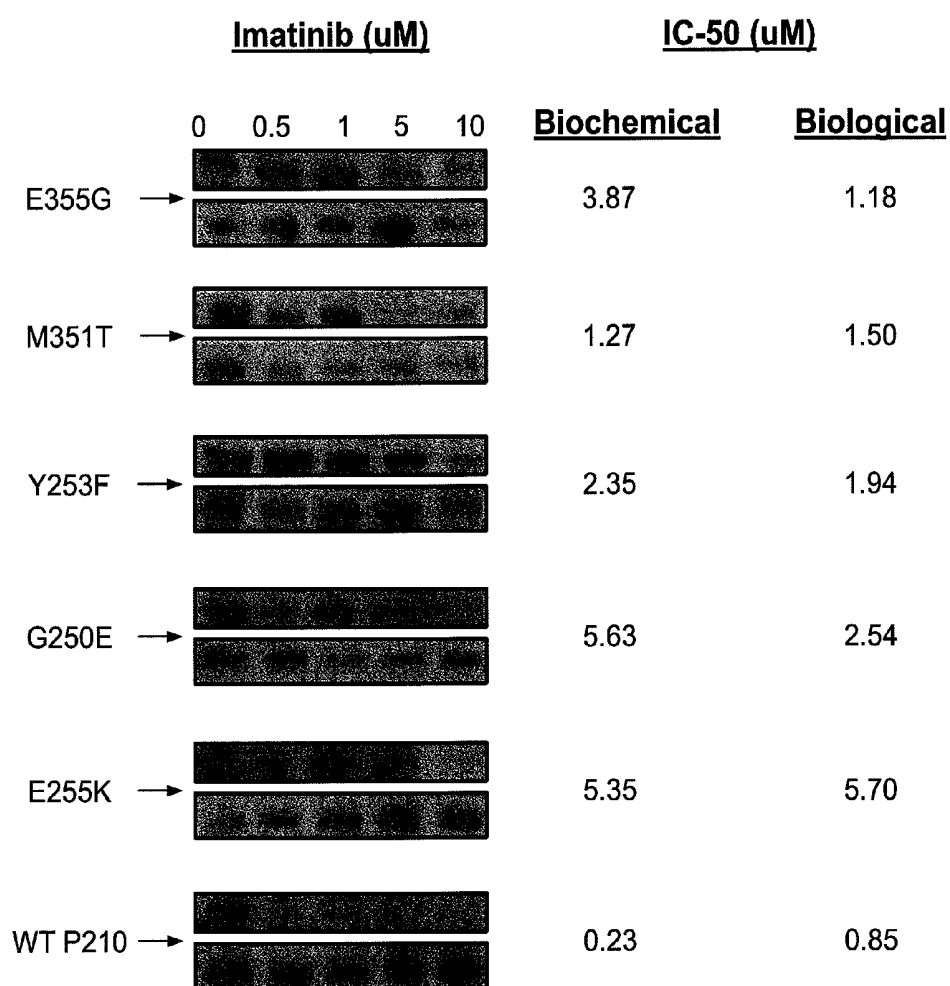 Imatinib (uM) IC-50 (uM)
0 0.5 1 5 10 Biochemical Biological
E355G 3.87 1.18
M351T 1.27 1.50
Y253F 2.35 1.94
G250E 5.63 2.54
E255K 5.35 5.70
WT P210 0.23 0.85